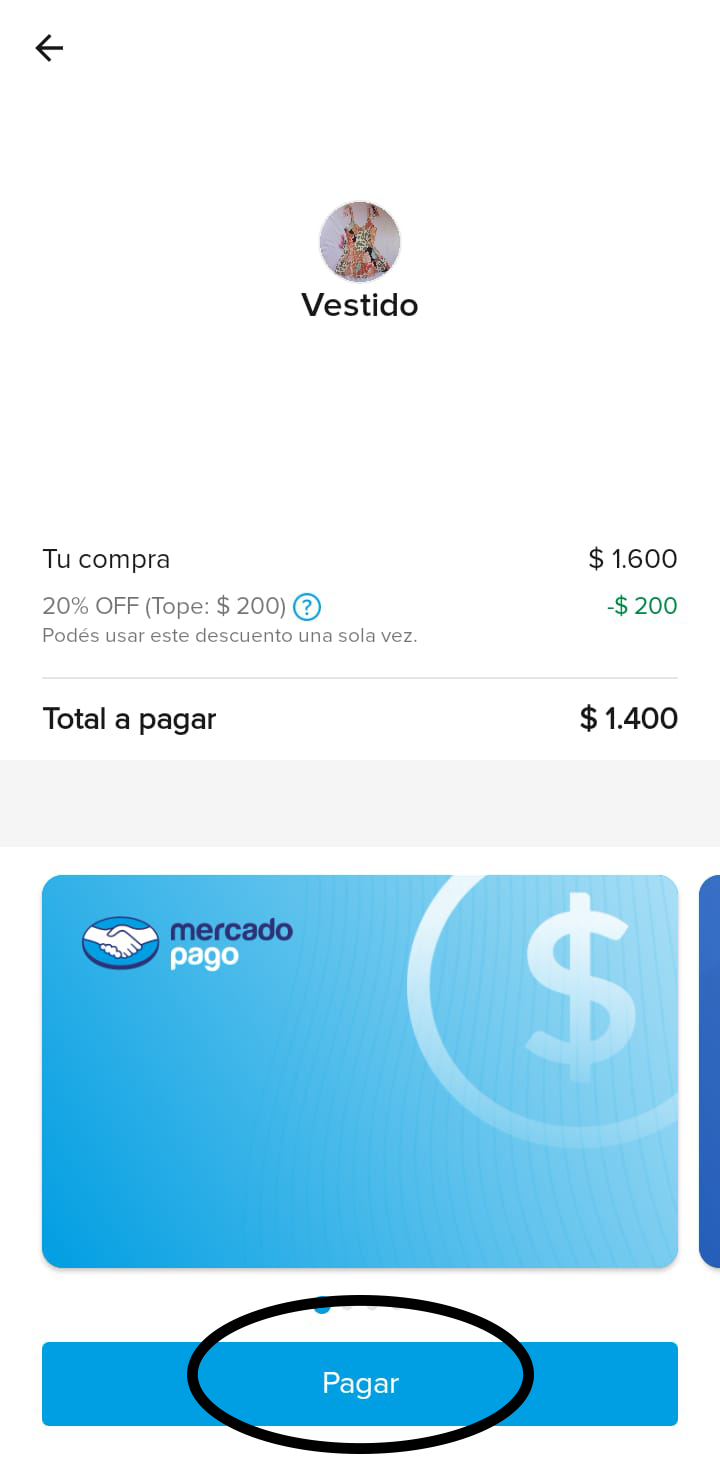 Vestido
Tu compra $ 1.600
20% OFF (Tope: $ 200) ? -$ 200
Podés usar este descuento una sola vez.
Total a pagar $ 1.400
mercado
pago
$
Pagar